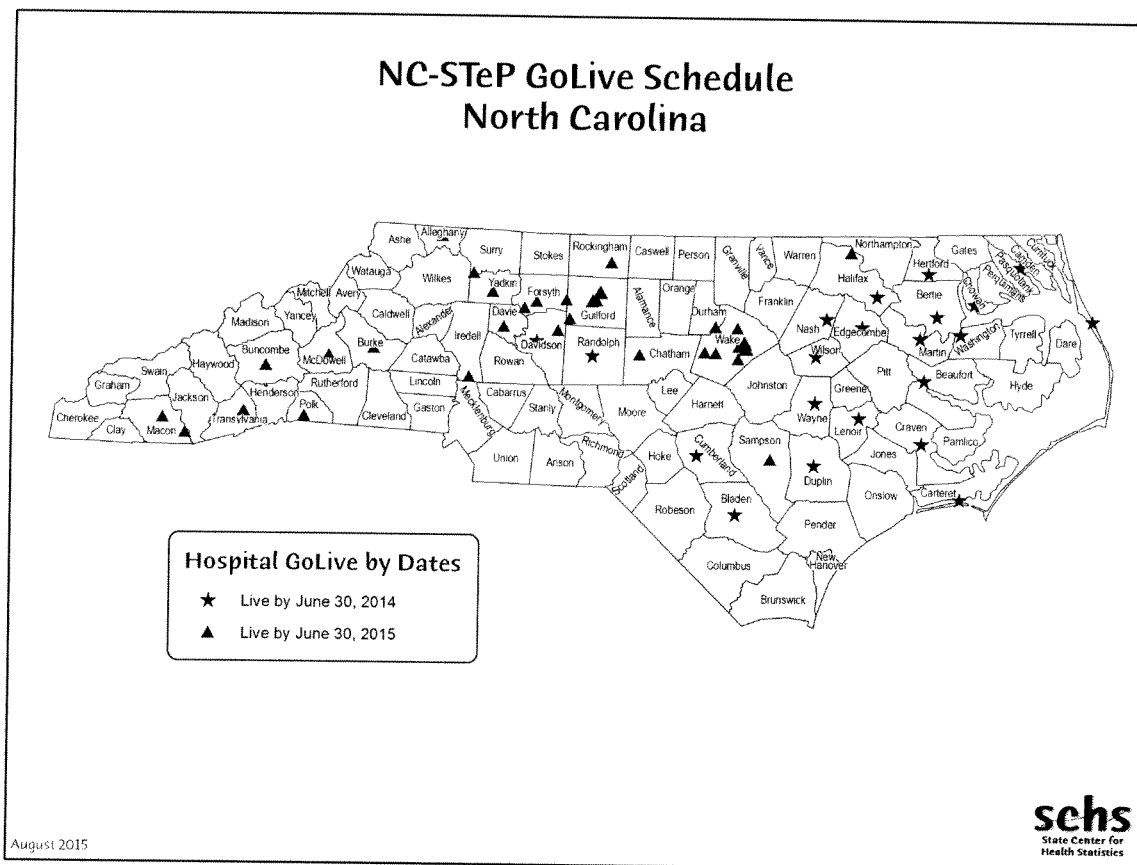 NC-STeP GoLive Schedule
North Carolina
Ashe
Alleghany
Surry
Stokes
Rockingham
Caswell
Person
Granville
Vance
Warren
Northampton
Gates
Camden
Currituck
Pasquotank
Perquimans
Hertford
Chowan
Halifax
Bertie
Watauga
Wilkes
Yadkin
Forsyth
Guilford
Alamance
Orange
Durham
Franklin
Nash
Edgecombe
Martin
Washington
Tyrrell
Dare
Mitchell
Avery
Caldwell
Alexander
Iredell
Davie
Davidson
Randolph
Chatham
Wake
Wilson
Pitt
Beaufort
Hyde
Madison
Yancey
McDowell
Burke
Catawba
Rowan
Johnston
Greene
Swain
Haywood
Buncombe
Rutherford
Lincoln
Cabarrus
Stanly
Montgomery
Moore
Lee
Harnett
Wayne
Lenoir
Craven
Pamlico
Graham
Jackson
Henderson
Polk
Cleveland
Gaston
Mecklenburg
Cherokee
Clay
Macon
Transylvania
Union
Anson
Richmond
Scotland
Hoke
Cumberland
Sampson
Duplin
Jones
Onslow
Carteret
Robeson
Bladen
Pender
Columbus
New
Hanover
Brunswick
Hospital GoLive by Dates
Live by June 30, 2014
Live by June 30, 2015
August 2015
schs
State Center for
Health Statistics